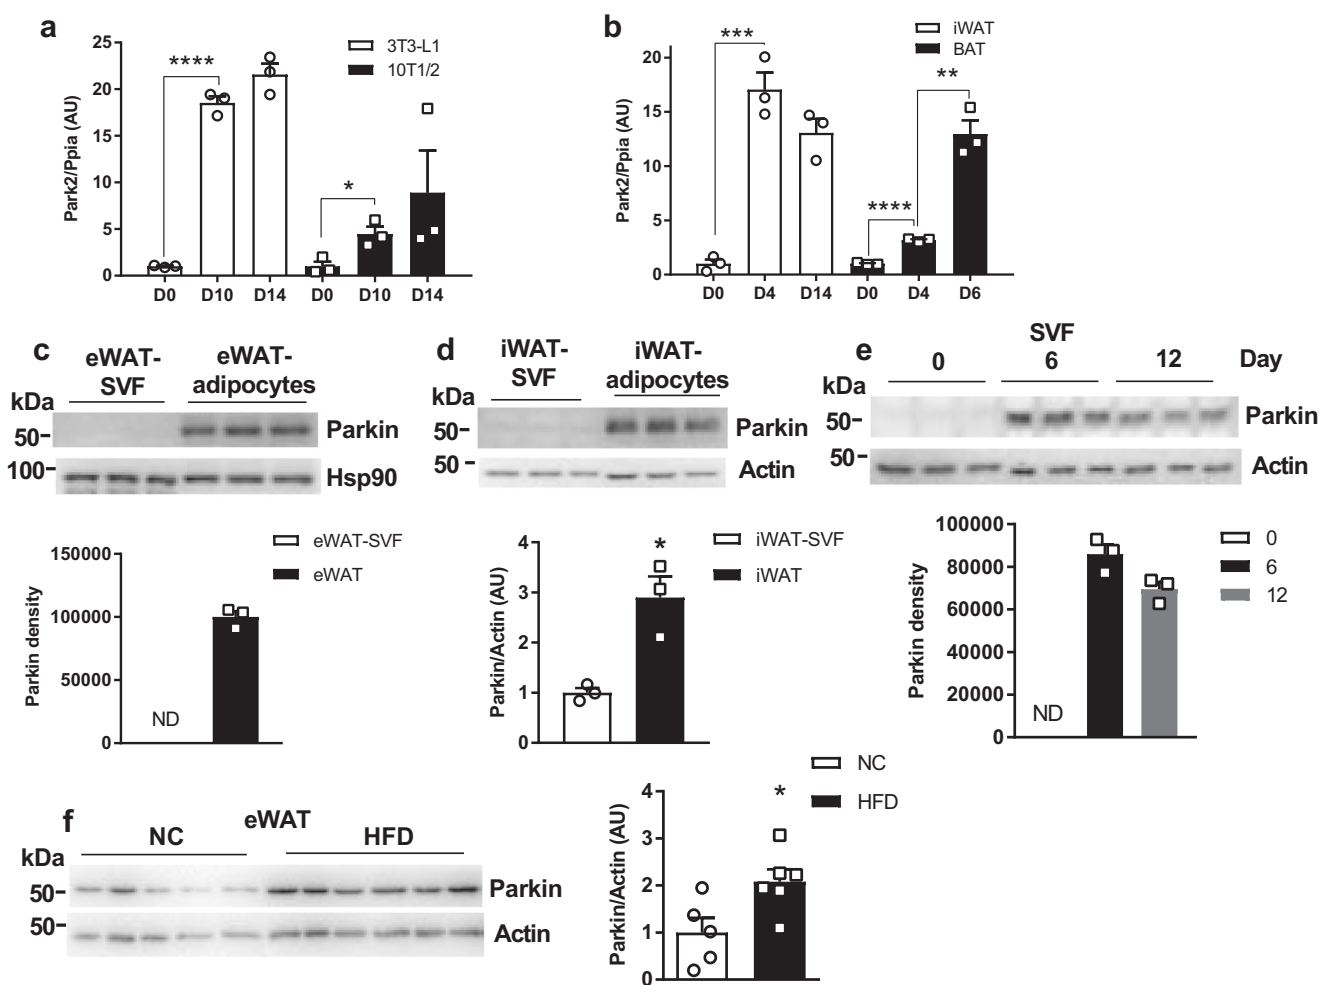 a
25
20
15
10
5
0
Park2/Ppia (AU)
****
*
3T3-L1
10T1/2
D0 D10 D14 D0 D10 D14
b
20
15
10
5
0
Park2/Ppia (AU)
***
****
**
iWAT
BAT
D0 D4 D14 D0 D4 D6
c
eWAT-
SVF
eWAT-
adipocytes
kDa
50-
Parkin
100-
Hsp90
150000
100000
50000
0
Parkin density
ND
eWAT-SVF
eWAT
d
iWAT-
SVF
iWAT-
adipocytes
kDa
50-
Parkin
50-
Actin
4
3
2
1
0
Parkin/Actin (AU)
*
iWAT-SVF
iWAT
e
SVF
0 6 12 Day
kDa
50-
Parkin
50-
Actin
100000
80000
60000
40000
20000
0
Parkin density
ND
0
6
12
f
eWAT
NC HFD
kDa
50-
Parkin
50-
Actin
4
3
2
1
0
Parkin/Actin (AU)
*
NC
HFD